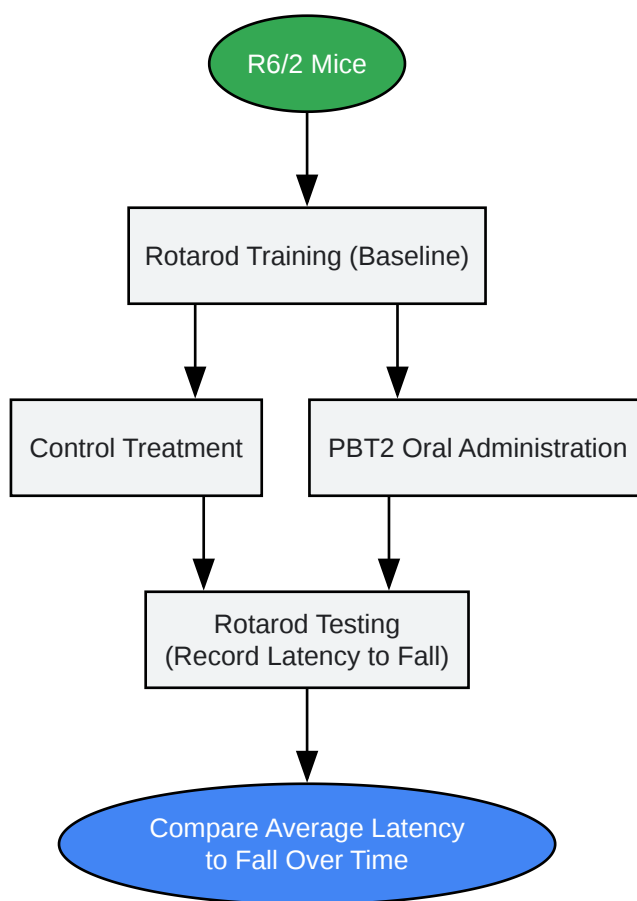 R6/2 Mice
Rotarod Training (Baseline)
Control Treatment
PBT2 Oral Administration
Rotarod Testing
(Record Latency to Fall)
Compare Average Latency
to Fall Over Time